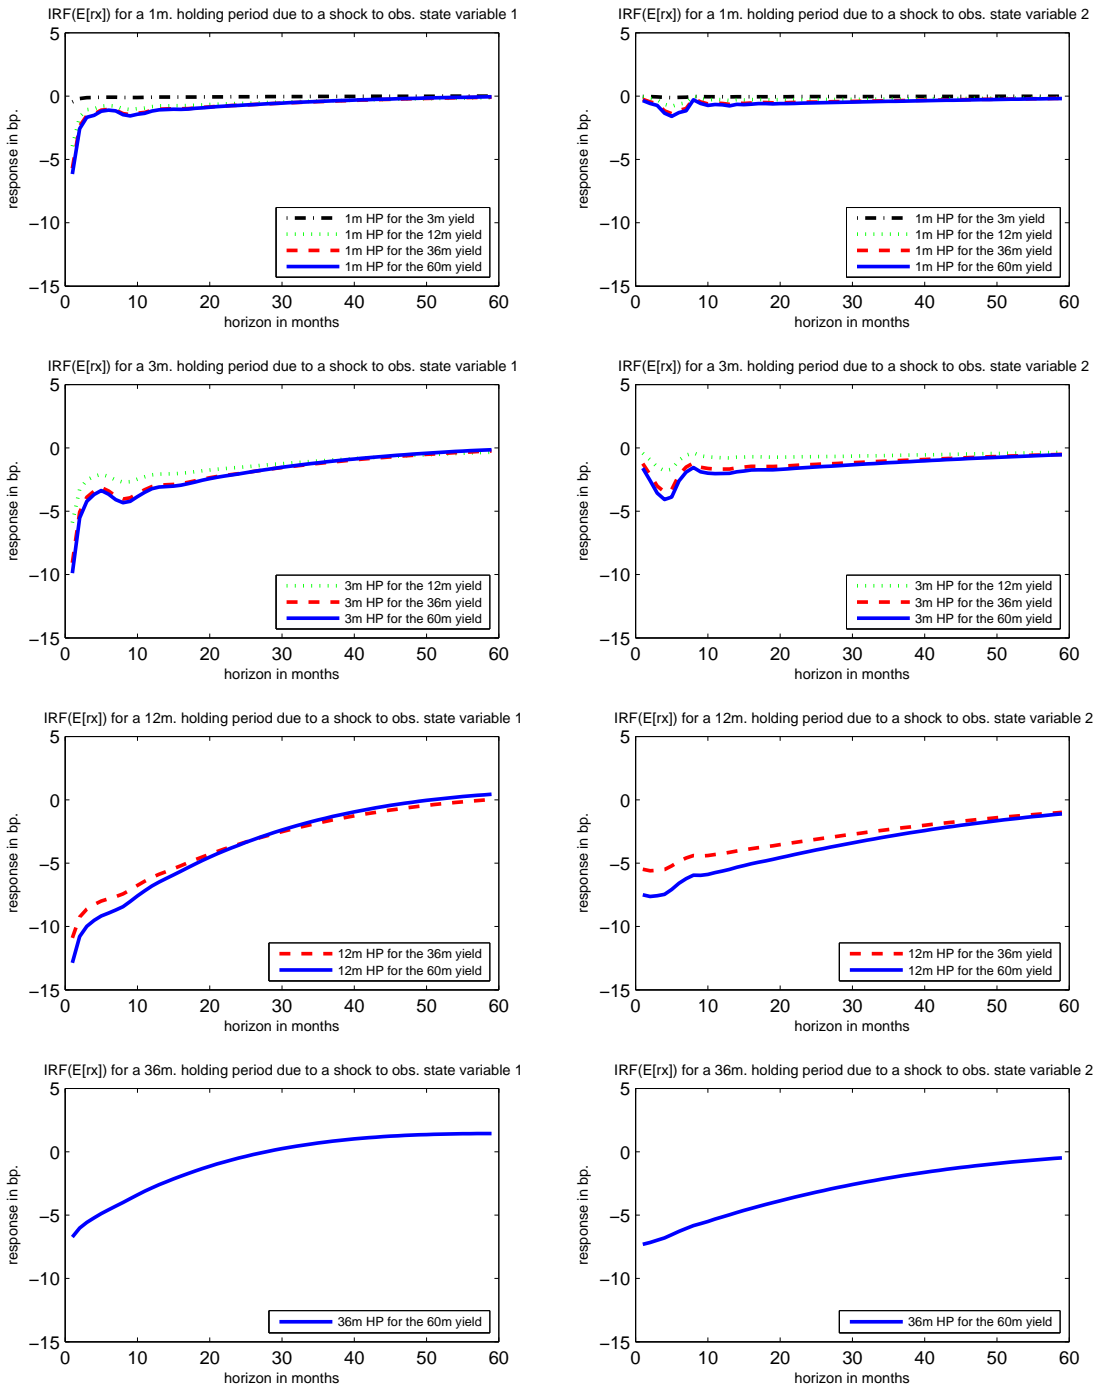 IRF(E[rx]) for a 1m. holding period due to a shock to obs. state variable 1
5
0
−5
−10
−15
response in bp.
1m HP for the 3m yield
1m HP for the 12m yield
1m HP for the 36m yield
1m HP for the 60m yield
0 10 20 30 40 50 60
horizon in months
IRF(E[rx]) for a 1m. holding period due to a shock to obs. state variable 2
5
0
−5
−10
−15
response in bp.
1m HP for the 3m yield
1m HP for the 12m yield
1m HP for the 36m yield
1m HP for the 60m yield
0 10 20 30 40 50 60
horizon in months
IRF(E[rx]) for a 3m. holding period due to a shock to obs. state variable 1
5
0
−5
−10
−15
response in bp.
3m HP for the 12m yield
3m HP for the 36m yield
3m HP for the 60m yield
0 10 20 30 40 50 60
horizon in months
IRF(E[rx]) for a 3m. holding period due to a shock to obs. state variable 2
5
0
−5
−10
−15
response in bp.
3m HP for the 12m yield
3m HP for the 36m yield
3m HP for the 60m yield
0 10 20 30 40 50 60
horizon in months
IRF(E[rx]) for a 12m. holding period due to a shock to obs. state variable 1
5
0
−5
−10
−15
response in bp.
12m HP for the 36m yield
12m HP for the 60m yield
0 10 20 30 40 50 60
horizon in months
IRF(E[rx]) for a 12m. holding period due to a shock to obs. state variable 2
5
0
−5
−10
−15
response in bp.
12m HP for the 36m yield
12m HP for the 60m yield
0 10 20 30 40 50 60
horizon in months
IRF(E[rx]) for a 36m. holding period due to a shock to obs. state variable 1
5
0
−5
−10
−15
response in bp.
36m HP for the 60m yield
0 10 20 30 40 50 60
horizon in months
IRF(E[rx]) for a 36m. holding period due to a shock to obs. state variable 2
5
0
−5
−10
−15
response in bp.
36m HP for the 60m yield
0 10 20 30 40 50 60
horizon in months